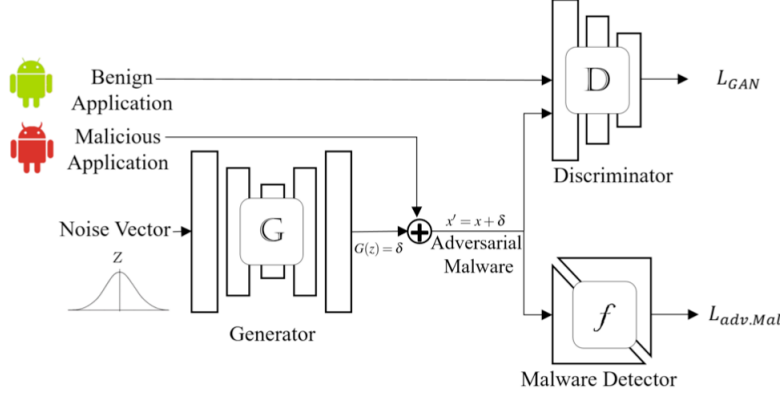 Benign
Application
Malicious
Application
Noise Vector
Z
G
Generator
G(z) = δ
x′ = x + δ
Adversarial
Malware
D
Discriminator
L_GAN
f
Malware Detector
L_adv.Mal